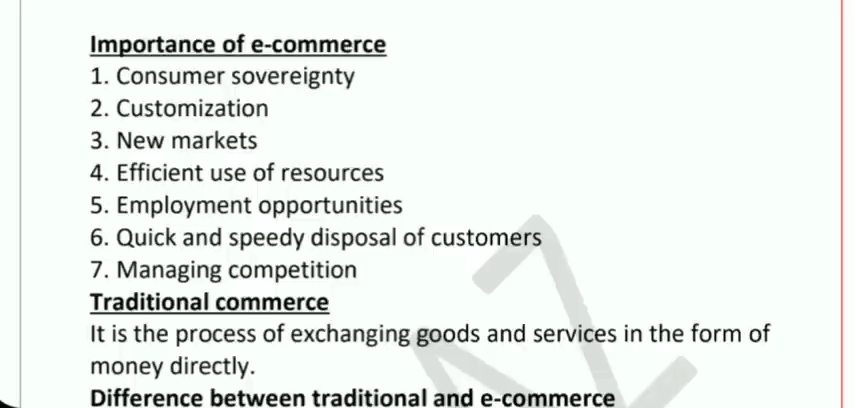 Importance of e-commerce
1. Consumer sovereignty
2. Customization
3. New markets
4. Efficient use of resources
5. Employment opportunities
6. Quick and speedy disposal of customers
7. Managing competition
Traditional commerce
It is the process of exchanging goods and services in the form of
money directly.
Difference between traditional and e-commerce